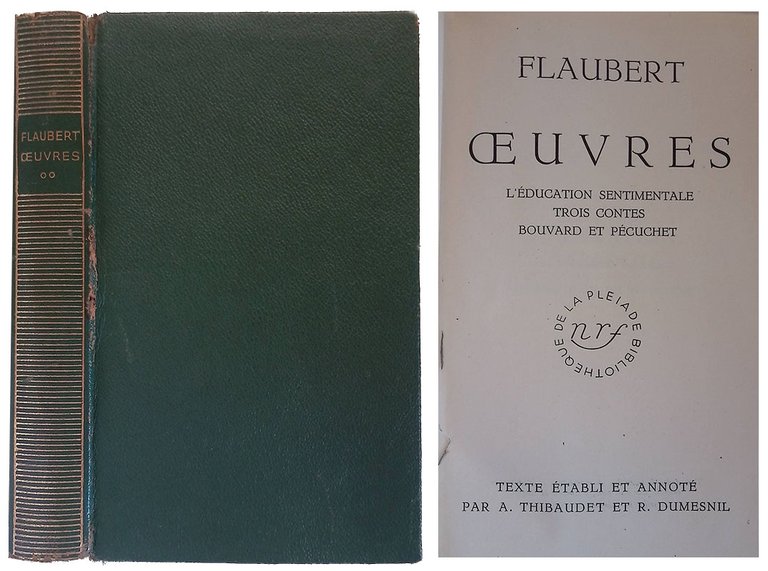 FLAUBERT
ŒUVRES
○○
FLAUBERT
ŒUVRES
L'ÉDUCATION SENTIMENTALE
TROIS CONTES
BOUVARD ET PÉCUCHET
BIBLIOTHÈQUE DE LA PLEIADE
nrf
TEXTE ÉTABLI ET ANNOTÉ
PAR A. THIBAUDET ET R. DUMESNIL